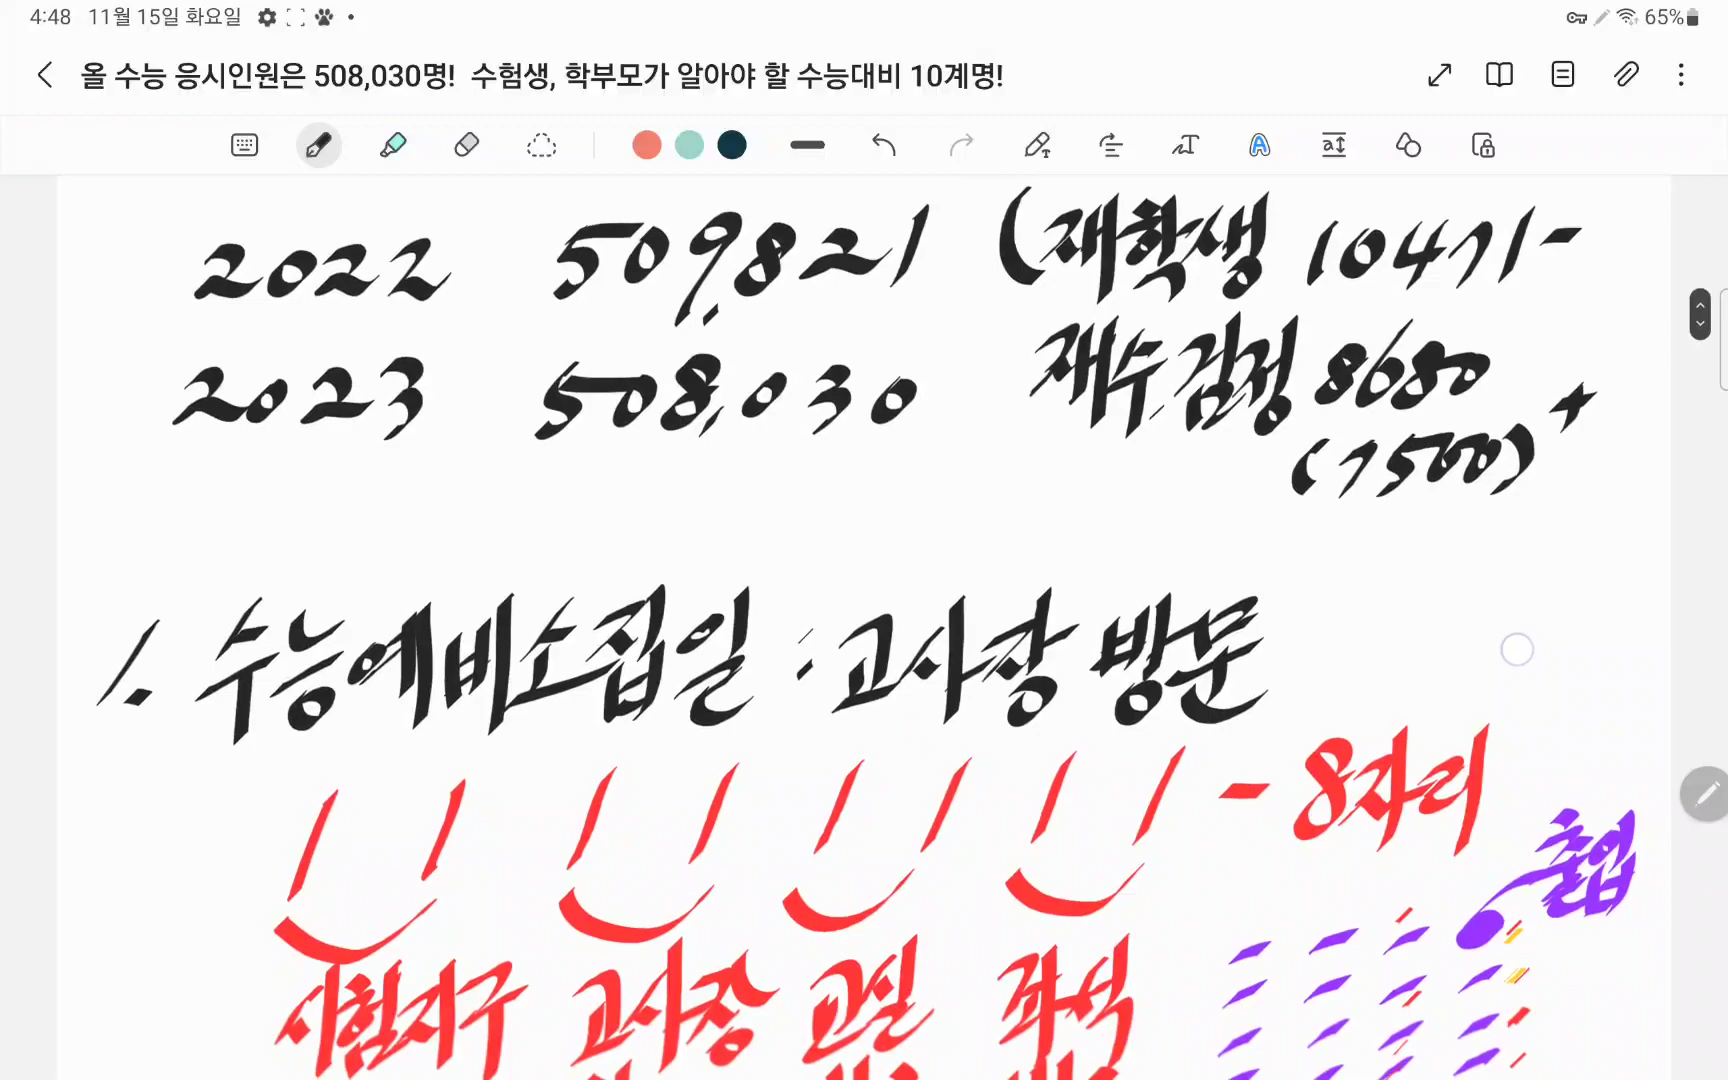 4:48 11월 15일 화요일
65%
올 수능 응시인원은 508,030명! 수험생, 학부모가 알아야 할 수능대비 10계명!
2022 509,821 (재학생 10471-
2023 508,030 재수.검정 8680 +
(7500)
1. 수능예비소집일 : 고사장 방문
- 8자리
출입
시험지구 고사장 고실 좌석